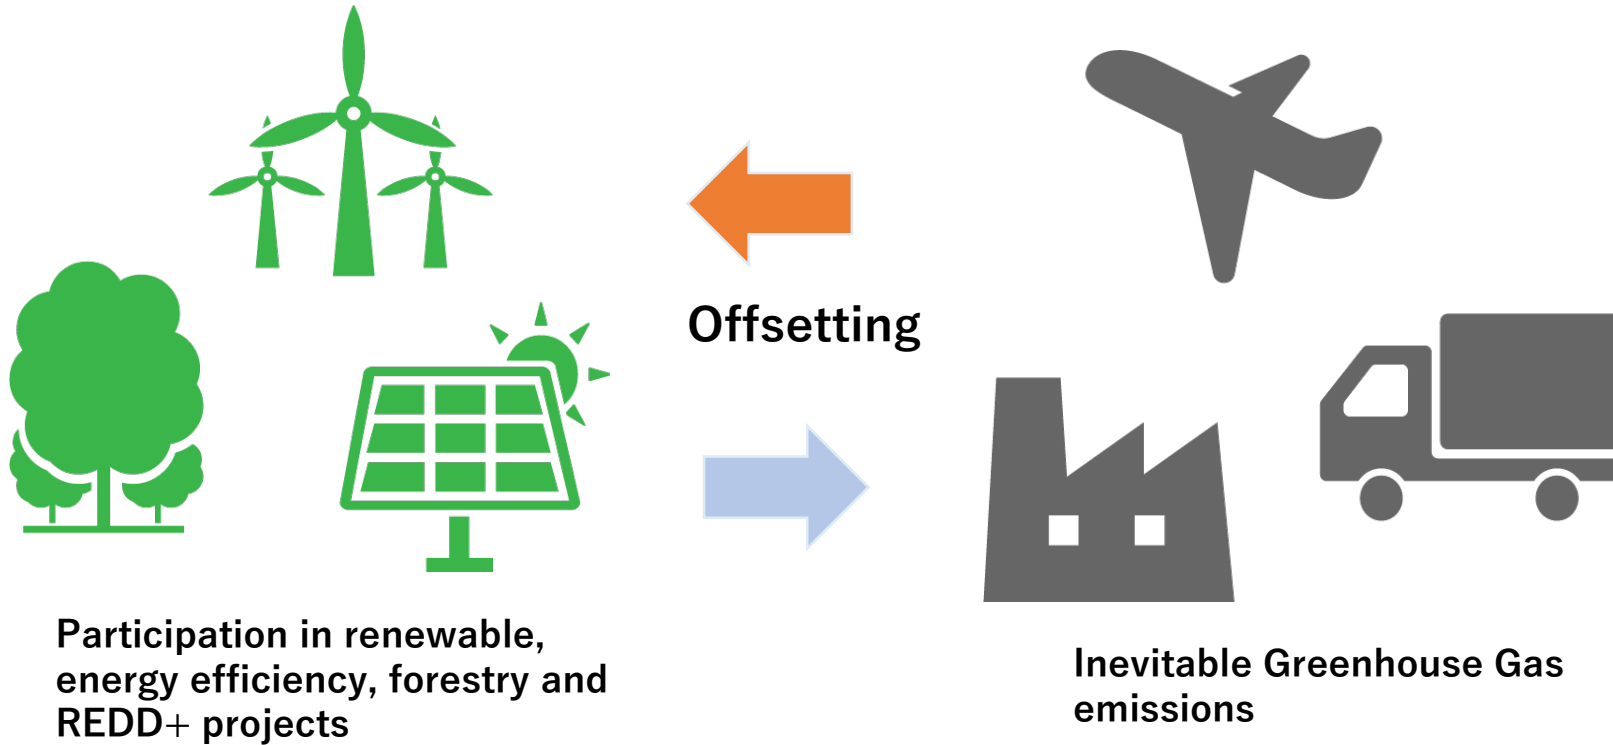 Offsetting
Participation in renewable,
energy efficiency, forestry and
REDD+ projects
Inevitable Greenhouse Gas
emissions